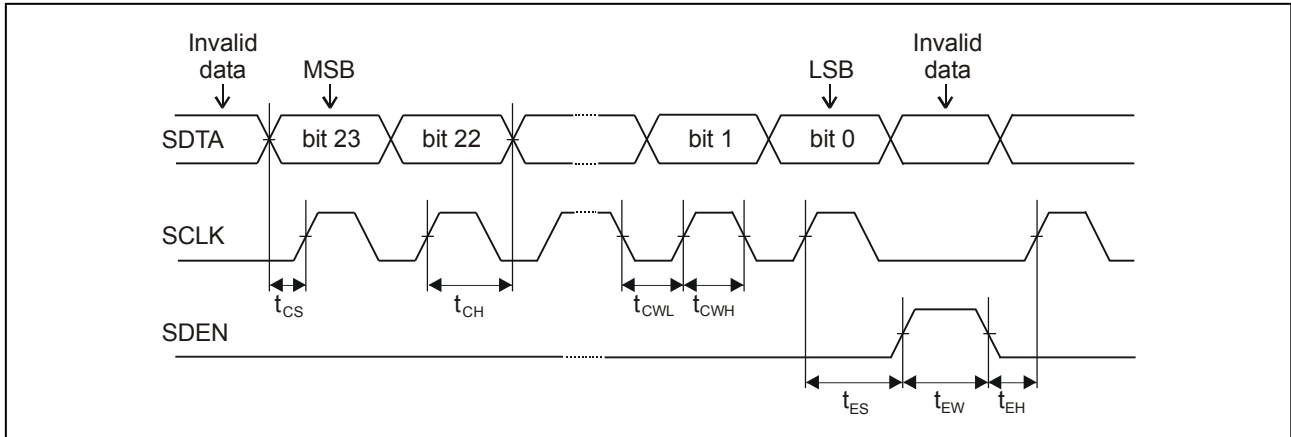 Invalid
data
MSB
LSB
Invalid
data
SDTA
bit 23
bit 22
bit 1
bit 0
SCLK
tCS
tCH
tCWL
tCWH
SDEN
tES
tEW
tEH